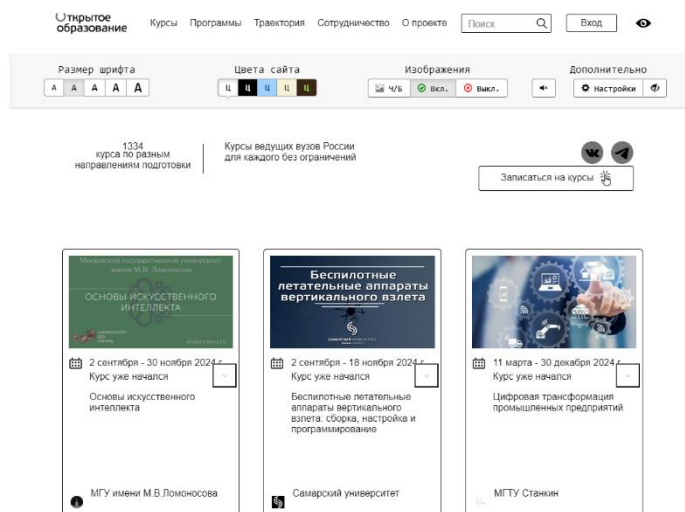 Открытое
образование
Курсы Программы Траектория Сотрудничество О проекте Поиск Вход
Размер шрифта Цвета сайта Изображения Дополнительно
А А А А А Ц Ц Ц Ц Ц Ч/Б Вкл. Выкл. Настройки
1334
курса по разным
направлениям подготовки
Курсы ведущих вузов России
для каждого без ограничений
Записаться на курсы
Московский государственный университет
имени М.В. Ломоносова
ОСНОВЫ ИСКУССТВЕННОГО
ИНТЕЛЛЕКТА
2 сентября - 30 ноября 2024 г.
Курс уже начался
Основы искусственного
интеллекта
МГУ имени М.В.Ломоносова
Беспилотные
летательные аппараты
вертикального взлета
САМАРСКИЙ УНИВЕРСИТЕТ
2 сентября - 18 ноября 2024 г.
Курс уже начался
Беспилотные летательные
аппараты вертикального
взлета: сборка, настройка и
программирование
Самарский университет
11 марта - 30 декабря 2024 г.
Курс уже начался
Цифровая трансформация
промышленных предприятий
МГТУ Станкин